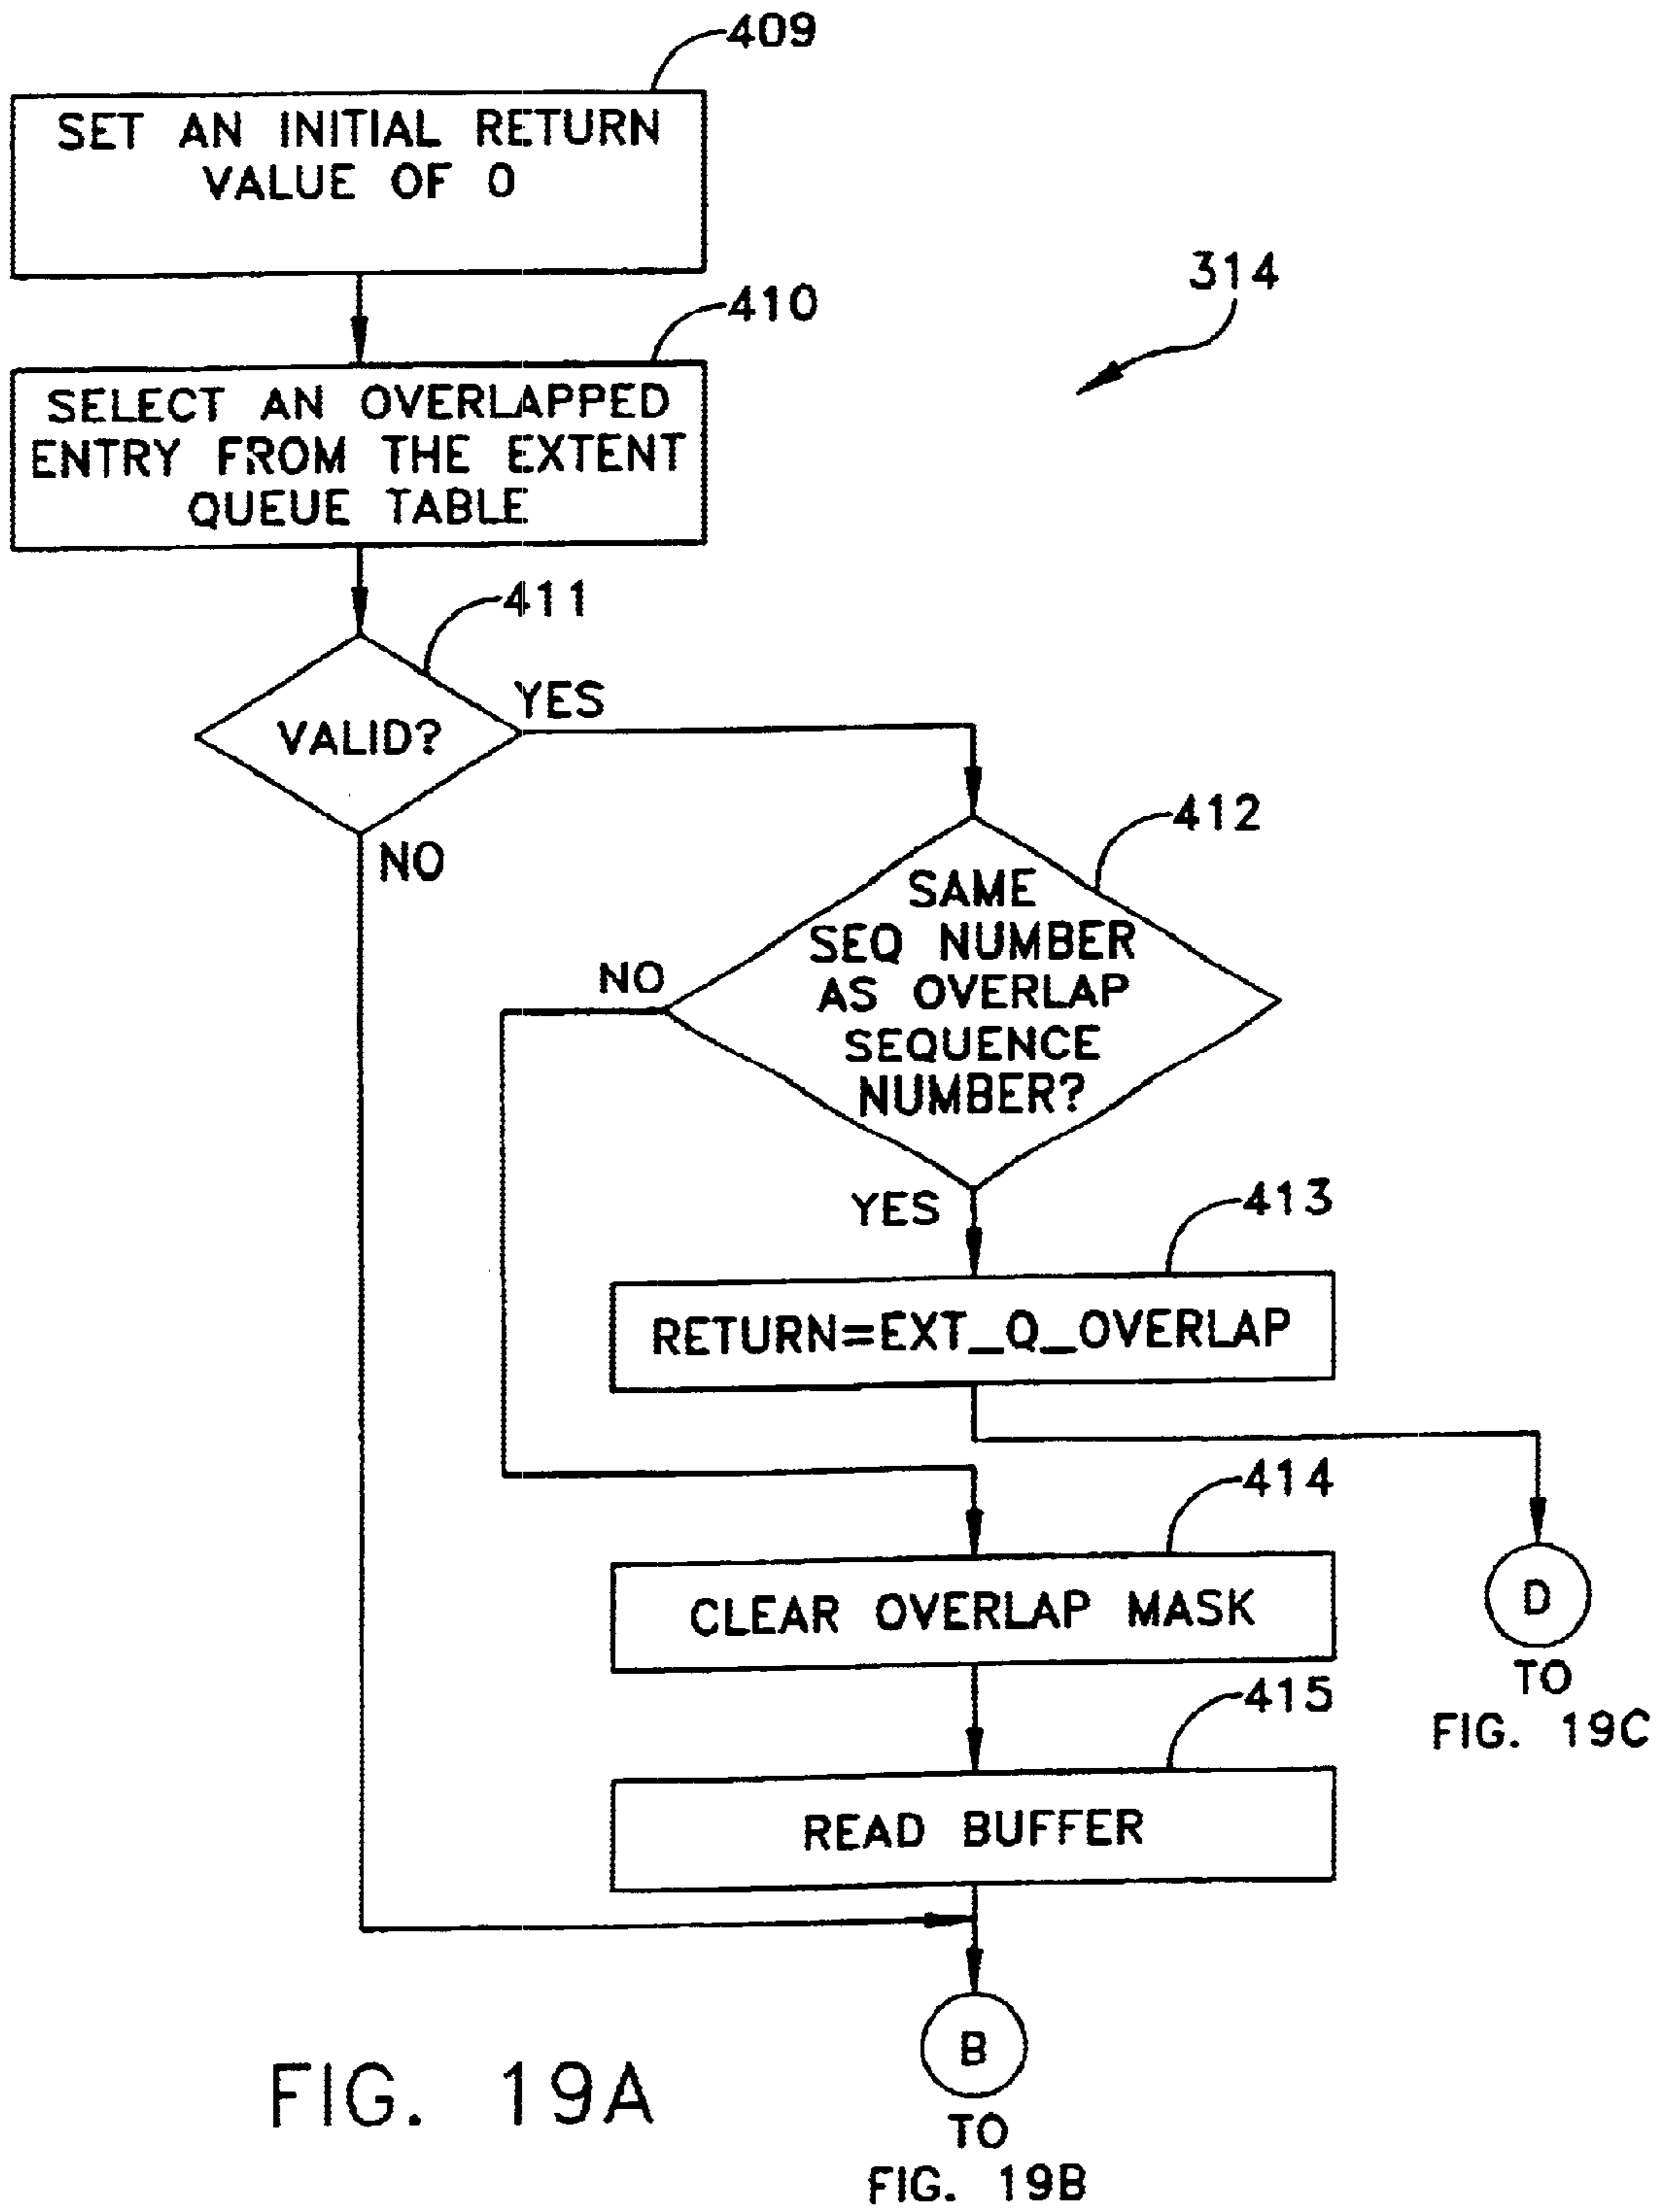 409
SET AN INITIAL RETURN
VALUE OF 0
314
410
SELECT AN OVERLAPPED
ENTRY FROM THE EXTENT
QUEUE TABLE
411
VALID?
YES
NO
412
SAME
SEQ NUMBER
AS OVERLAP
SEQUENCE
NUMBER?
NO
YES
413
RETURN=EXT_Q_OVERLAP
414
CLEAR OVERLAP MASK
D
TO
FIG. 19C
415
READ BUFFER
B
TO
FIG. 19B
FIG. 19A